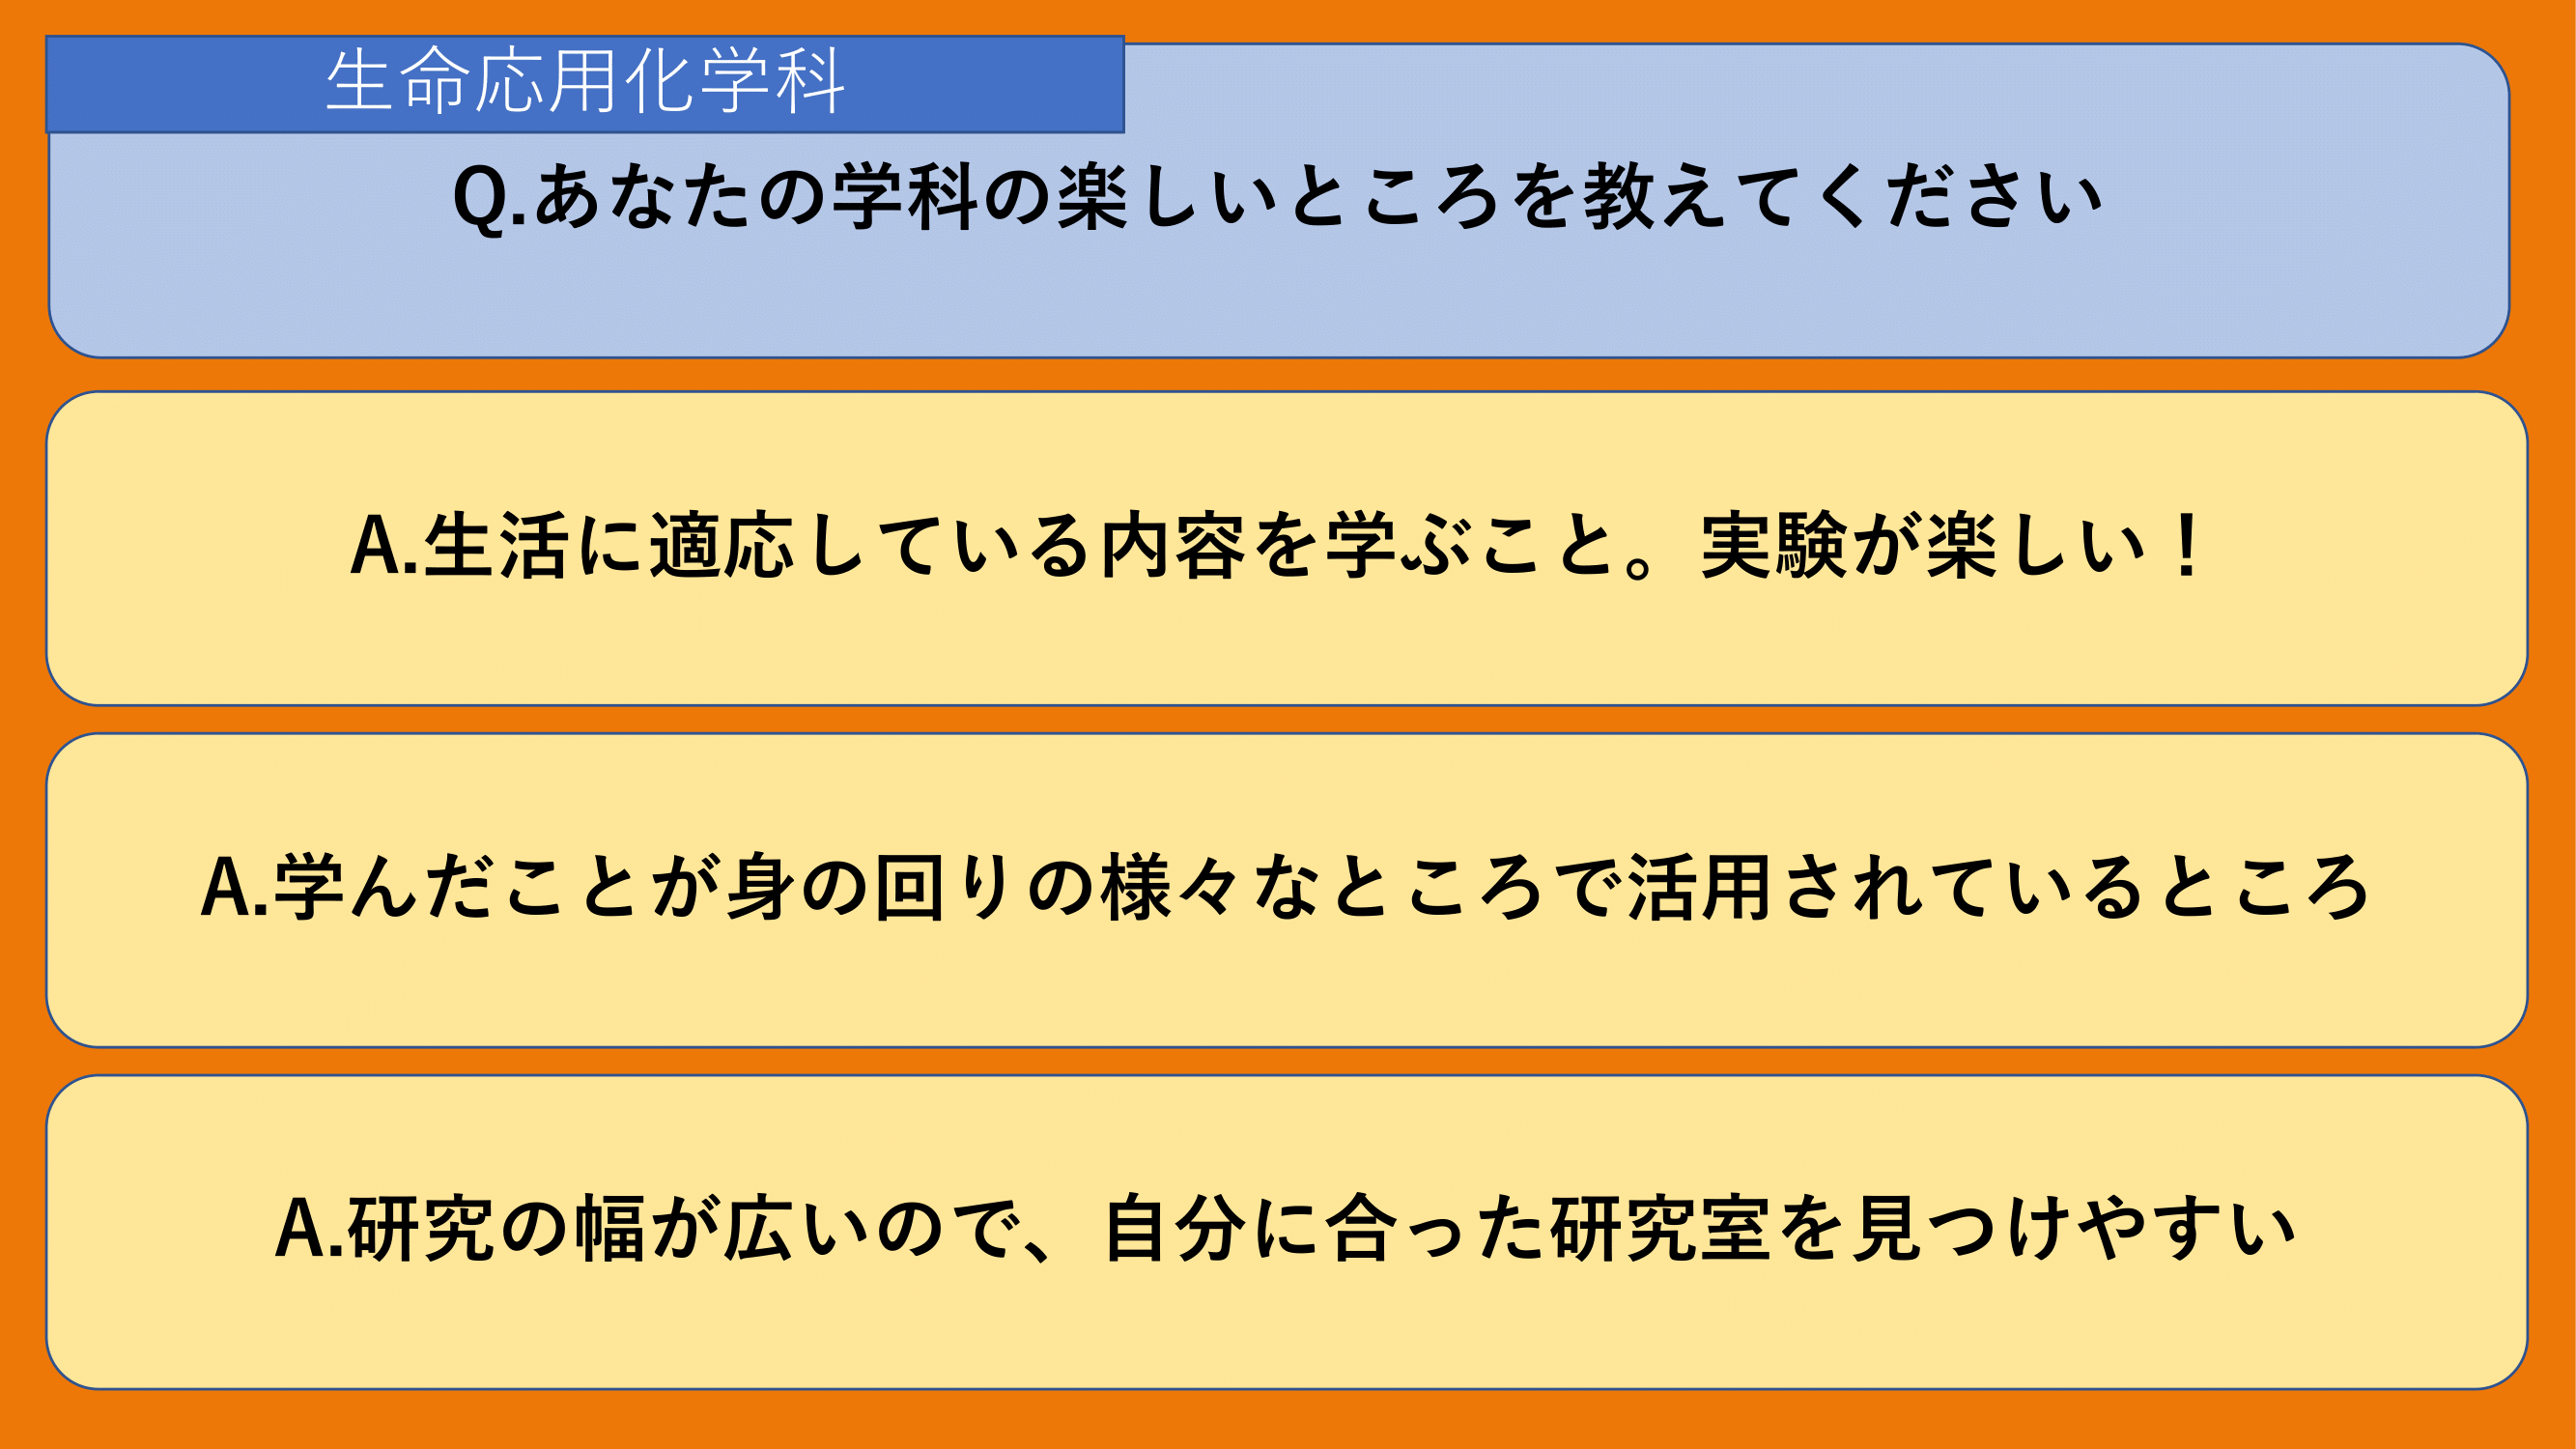 生命応用化学科
Q.あなたの学科の楽しいところを教えてください
A.生活に適応している内容を学ぶこと。実験が楽しい！
A.学んだことが身の回りの様々なところで活用されているところ
A.研究の幅が広いので、自分に合った研究室を見つけやすい